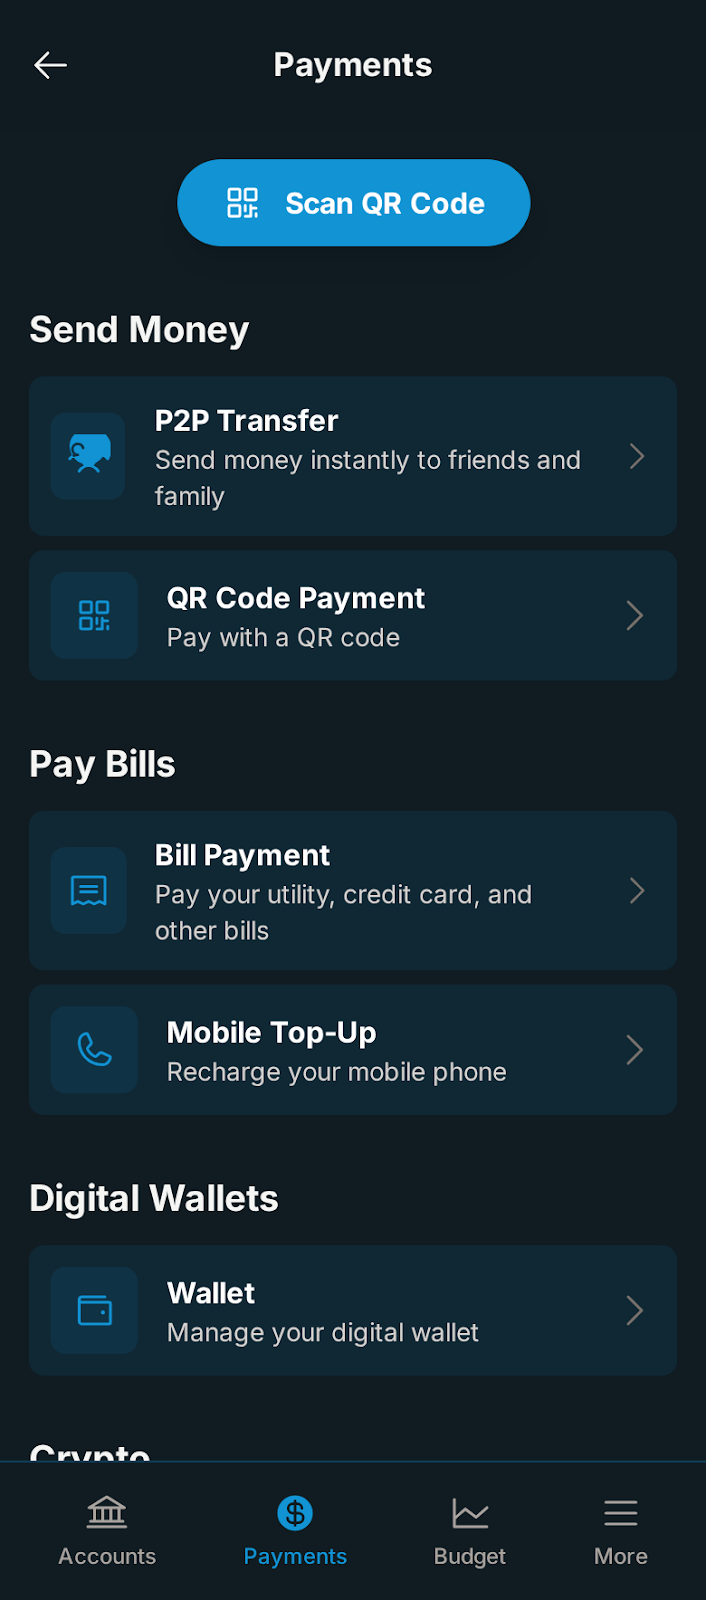 Payments
Scan QR Code
Send Money
P2P Transfer
Send money instantly to friends and
family
QR Code Payment
Pay with a QR code
Pay Bills
Bill Payment
Pay your utility, credit card, and
other bills
Mobile Top-Up
Recharge your mobile phone
Digital Wallets
Wallet
Manage your digital wallet
Crypto
Accounts
Payments
Budget
More